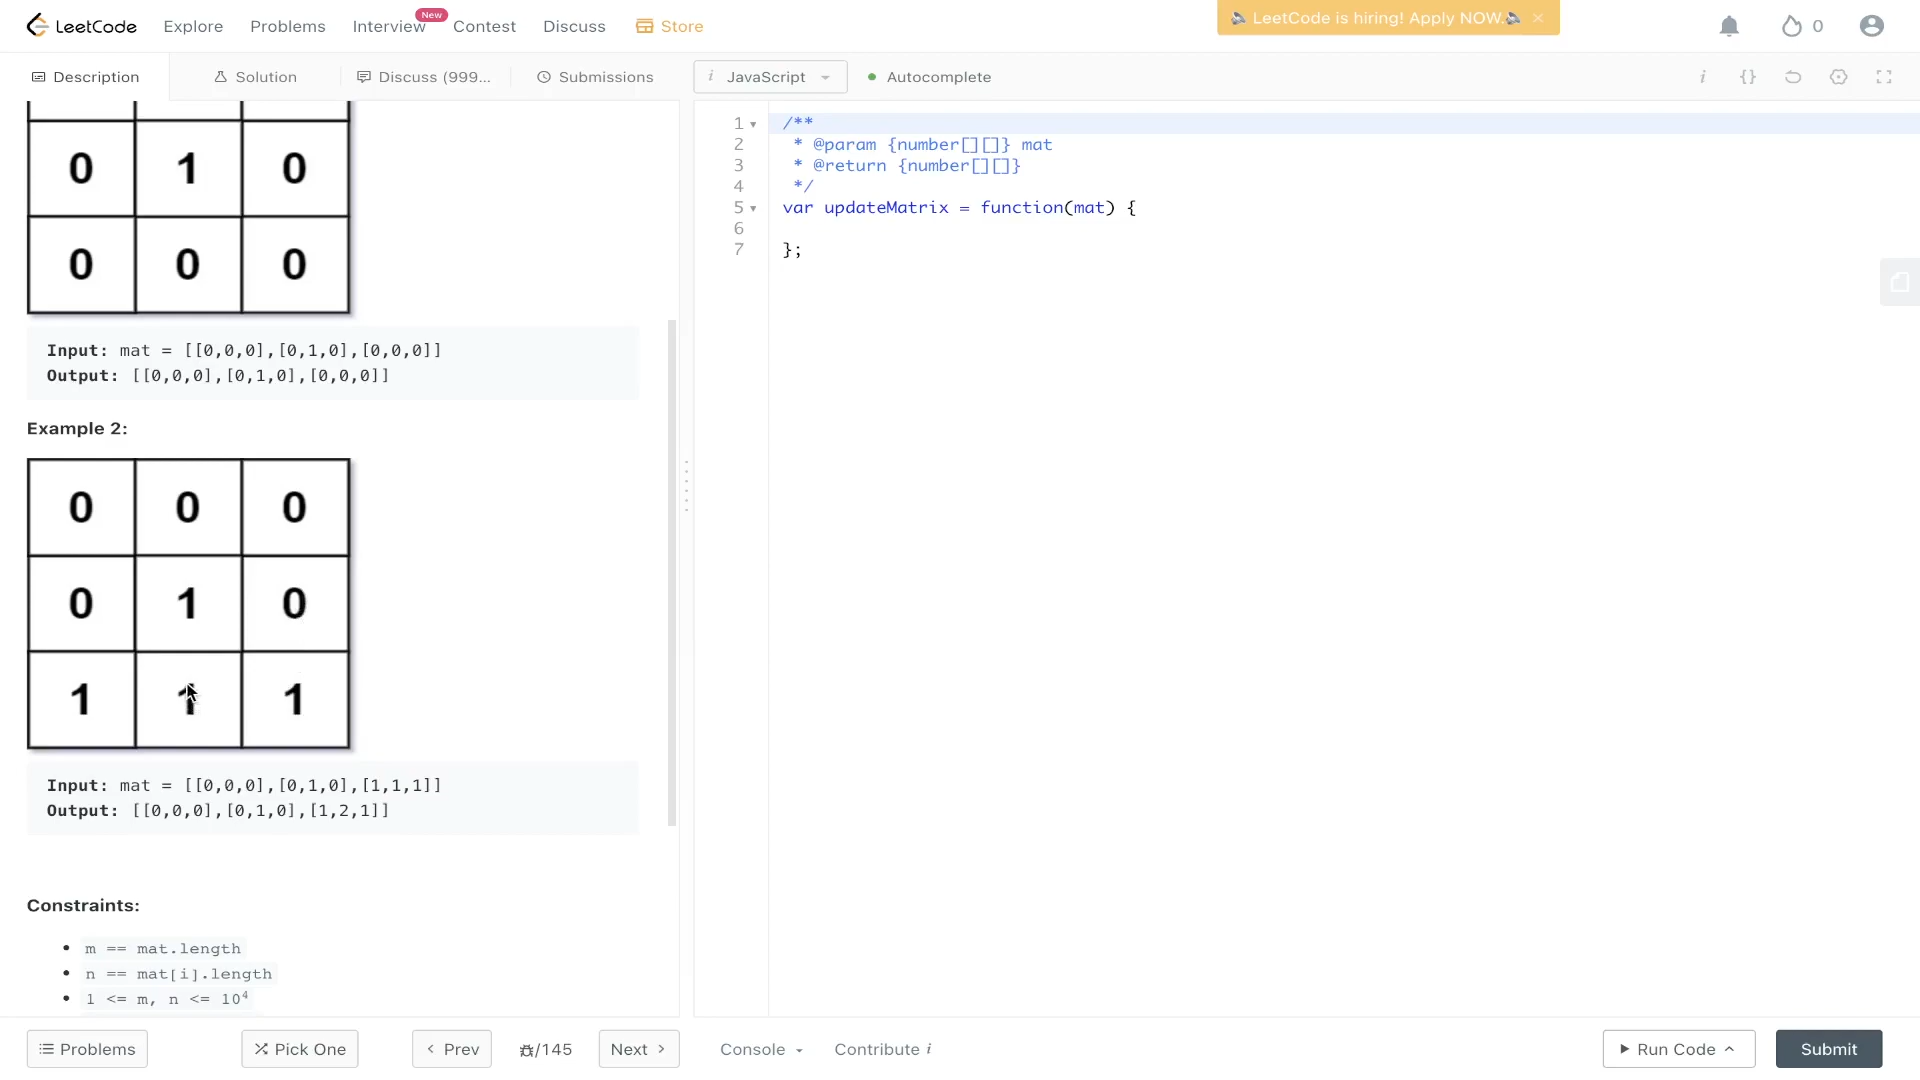 LeetCode Explore Problems Interview New Contest Discuss Store LeetCode is hiring! Apply NOW. 0
Description Solution Discuss (999... Submissions i JavaScript Autocomplete i {}
0 1 0
0 0 0
Input: mat = [[0,0,0],[0,1,0],[0,0,0]]
Output: [[0,0,0],[0,1,0],[0,0,0]]
Example 2:
0 0 0
0 1 0
1 1 1
Input: mat = [[0,0,0],[0,1,0],[1,1,1]]
Output: [[0,0,0],[0,1,0],[1,2,1]]
Constraints:
m == mat.length
n == mat[i].length
1 <= m, n <= 10⁴
1 /**
2 * @param {number[][]} mat
3 * @return {number[][]}
4 */
5 var updateMatrix = function(mat) {
6
7 };
Problems Pick One Prev /145 Next Console Contribute i Run Code Submit